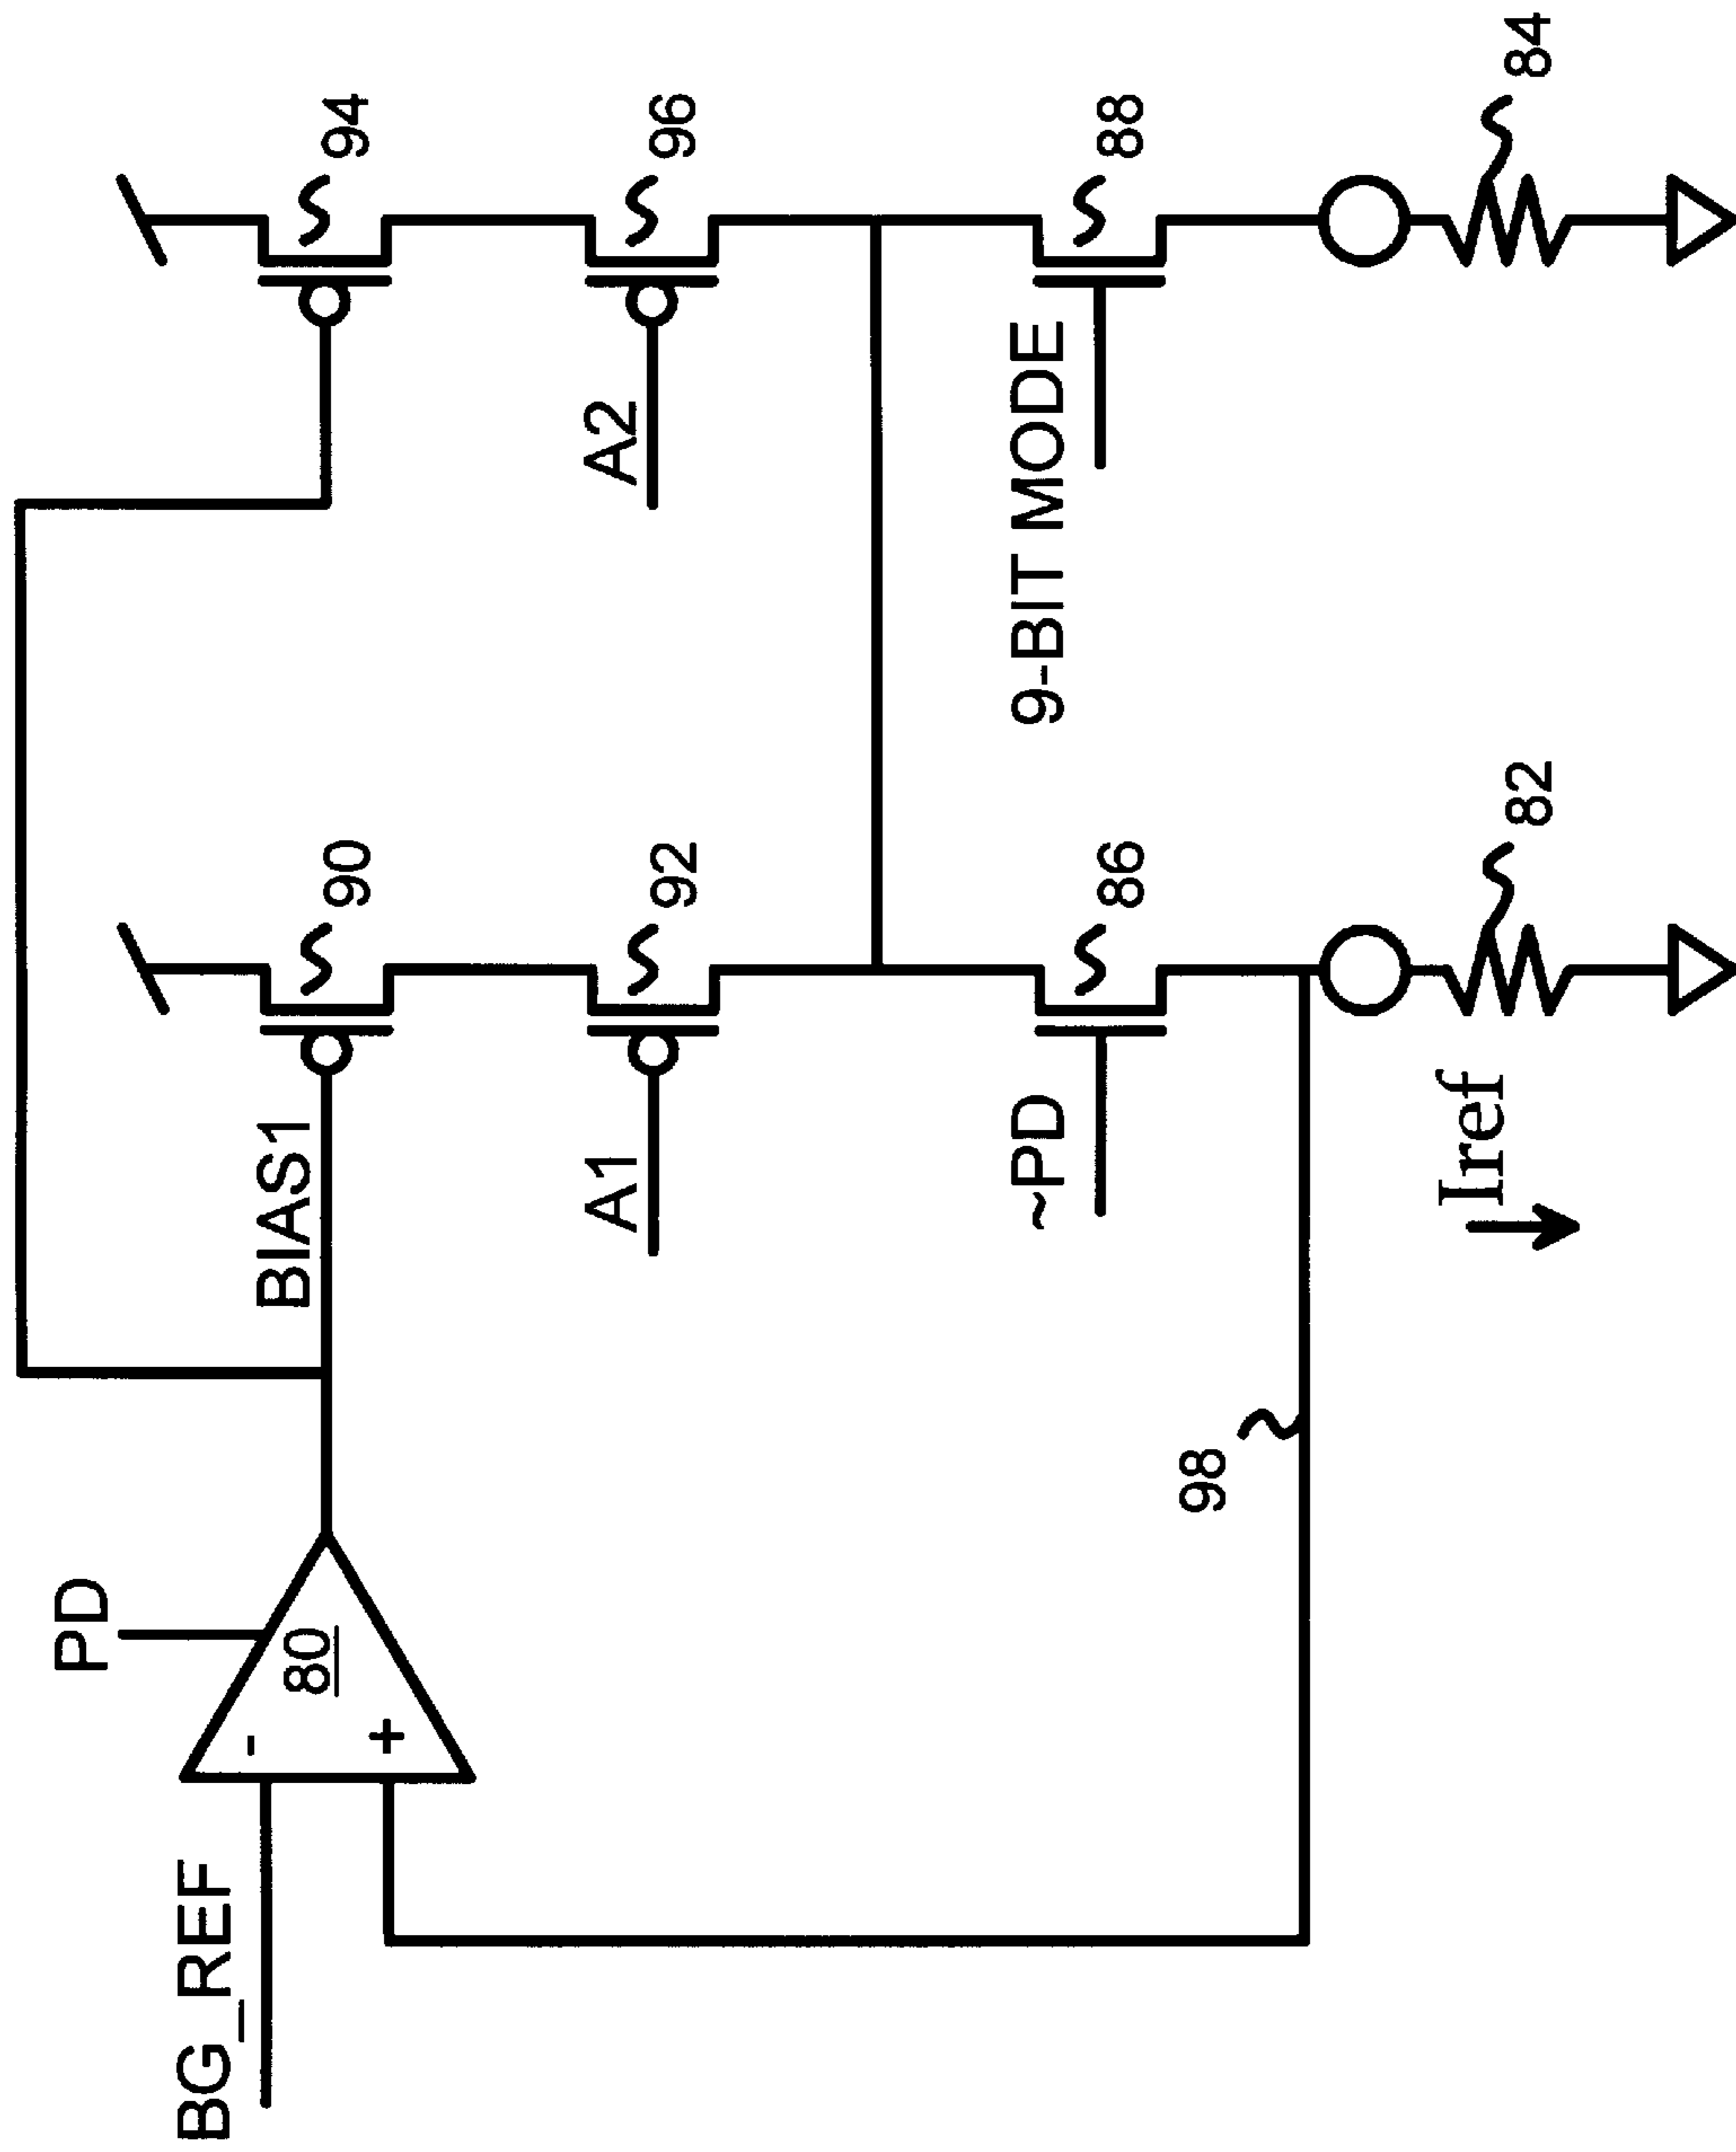 PD
BG_REF
-
+
80
BIAS1
90
94
A1
92
A2
96
~PD
86
9-BIT MODE
88
98
Iref
82
84